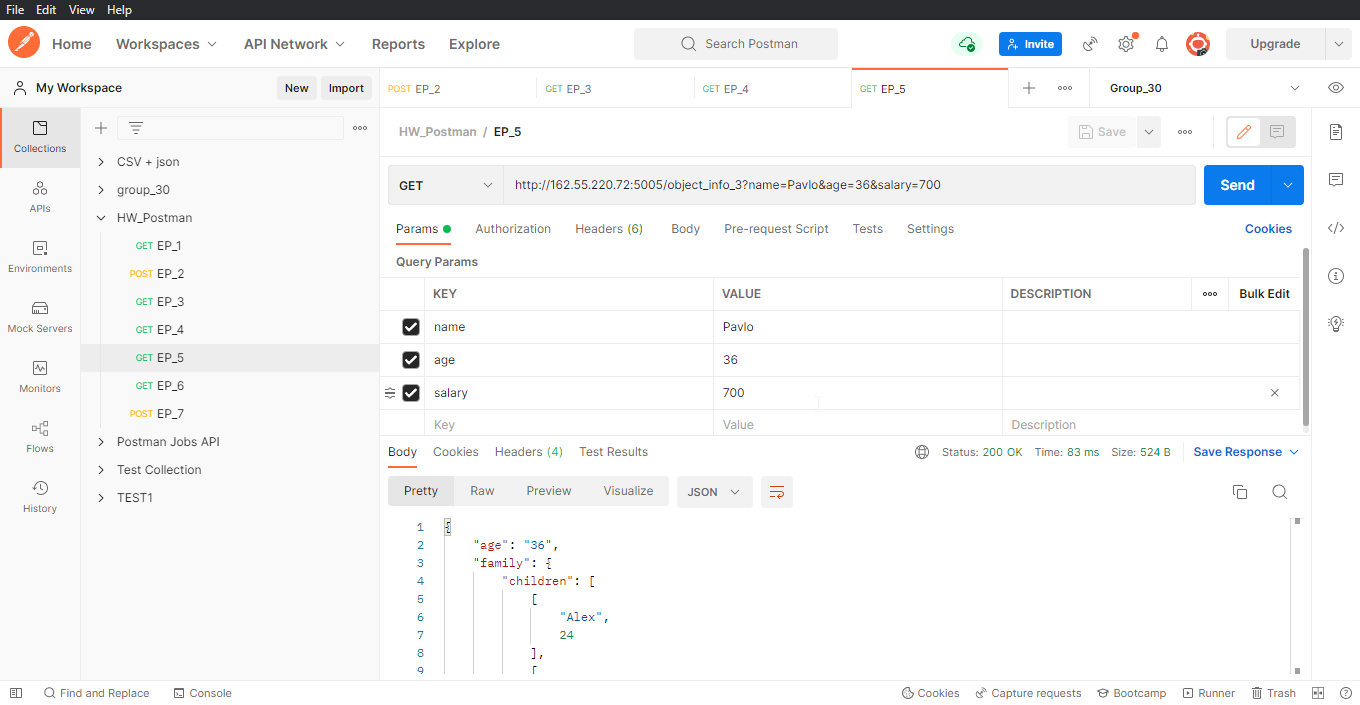 File Edit View Help
Home Workspaces API Network Reports Explore Search Postman Invite Upgrade
My Workspace New Import POST EP_2 GET EP_3 GET EP_4 GET EP_5 Group_30
HW_Postman / EP_5 Save
Collections
APIs
Environments
Mock Servers
Monitors
Flows
History
CSV + json
group_30
HW_Postman
GET EP_1
POST EP_2
GET EP_3
GET EP_4
GET EP_5
GET EP_6
POST EP_7
Postman Jobs API
Test Collection
TEST1
GET http://162.55.220.72:5005/object_info_3?name=Pavlo&age=36&salary=700 Send
Params Authorization Headers (6) Body Pre-request Script Tests Settings Cookies
Query Params
KEY VALUE DESCRIPTION Bulk Edit
name Pavlo
age 36
salary 700
Key Value Description
Body Cookies Headers (4) Test Results Status: 200 OK Time: 83 ms Size: 524 B Save Response
Pretty Raw Preview Visualize JSON
1 {
2 "age": "36",
3 "family": {
4 "children": [
5 [
6 "Alex",
7 24
8 ],
9 [
Find and Replace Console Cookies Capture requests Bootcamp Runner Trash